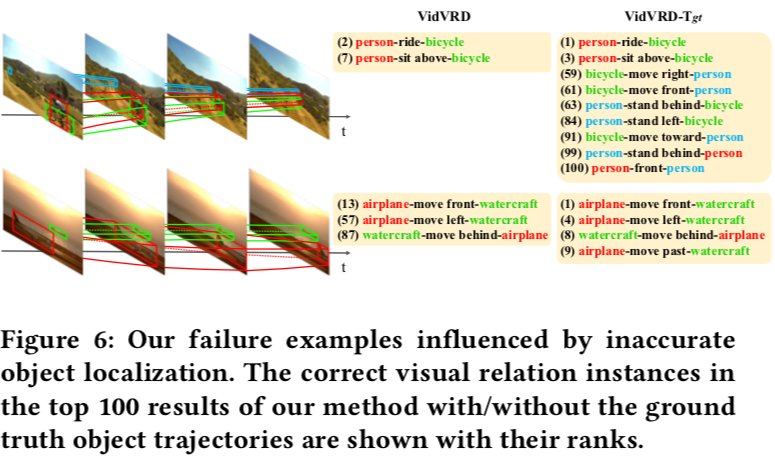 VidVRD
VidVRD-Tgt
(2) person-ride-bicycle
(7) person-sit above-bicycle
(1) person-ride-bicycle
(3) person-sit above-bicycle
(59) bicycle-move right-person
(61) bicycle-move front-person
(63) person-stand behind-bicycle
(84) person-stand left-bicycle
(91) bicycle-move toward-person
(99) person-stand behind-person
(100) person-front-person
t
(13) airplane-move front-watercraft
(57) airplane-move left-watercraft
(87) watercraft-move behind-airplane
(1) airplane-move front-watercraft
(4) airplane-move left-watercraft
(8) watercraft-move behind-airplane
(9) airplane-move past-watercraft
t
Figure 6: Our failure examples influenced by inaccurate
object localization. The correct visual relation instances in
the top 100 results of our method with/without the ground
truth object trajectories are shown with their ranks.